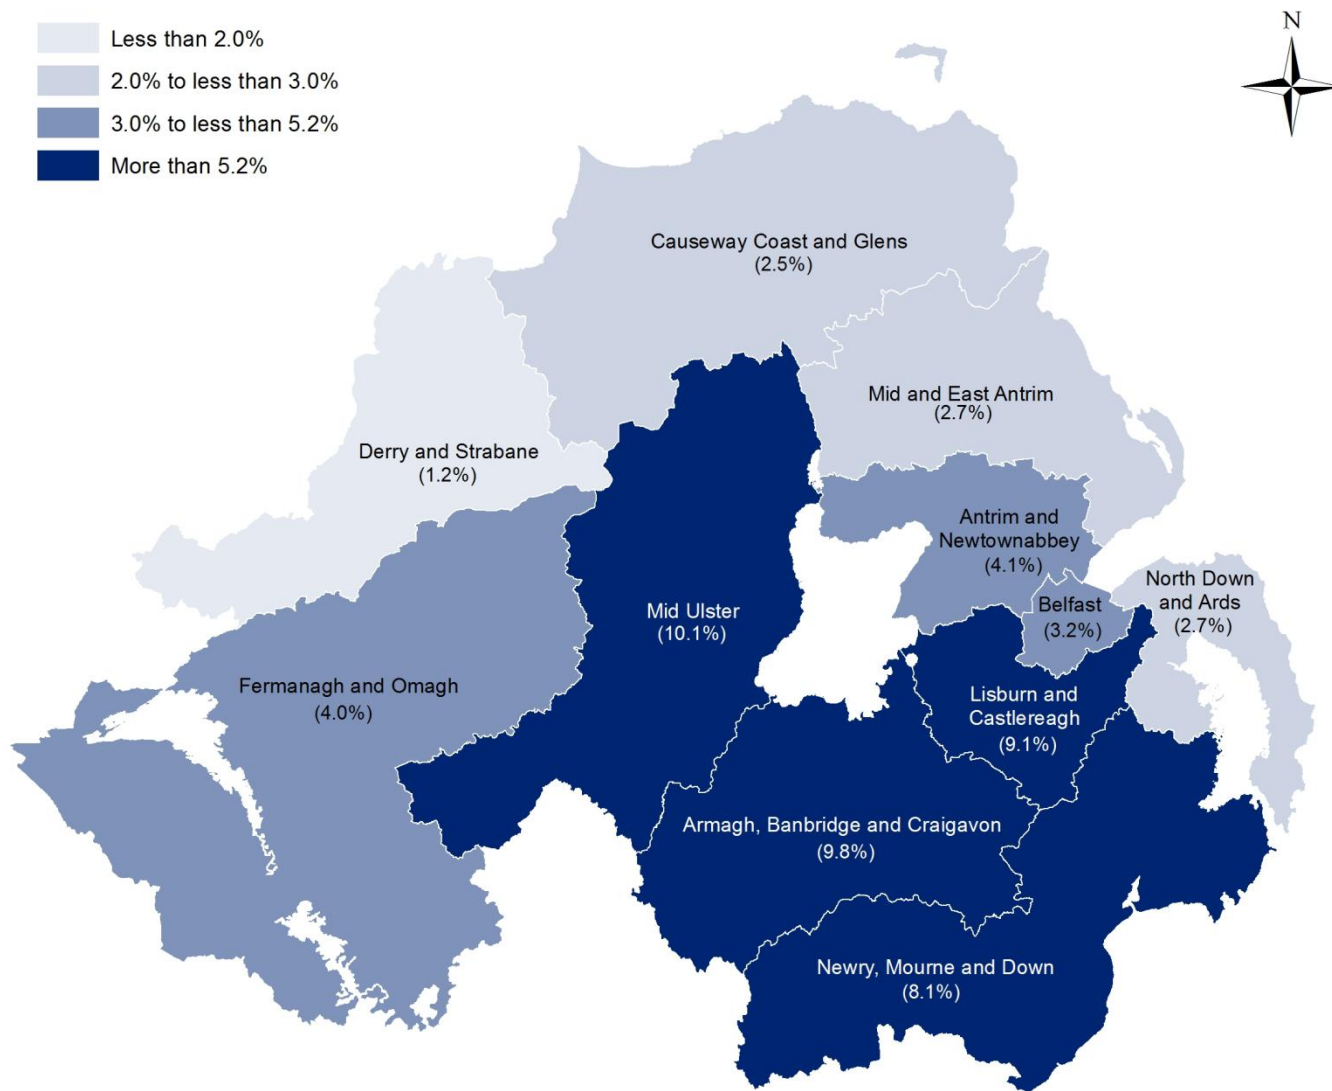 Less than 2.0%
2.0% to less than 3.0%
3.0% to less than 5.2%
More than 5.2%
N
Causeway Coast and Glens
(2.5%)
Mid and East Antrim
(2.7%)
Derry and Strabane
(1.2%)
Antrim and
Newtownabbey
(4.1%)
North Down
and Ards
(2.7%)
Belfast
(3.2%)
Mid Ulster
(10.1%)
Fermanagh and Omagh
(4.0%)
Lisburn and
Castlereagh
(9.1%)
Armagh, Banbridge and Craigavon
(9.8%)
Newry, Mourne and Down
(8.1%)